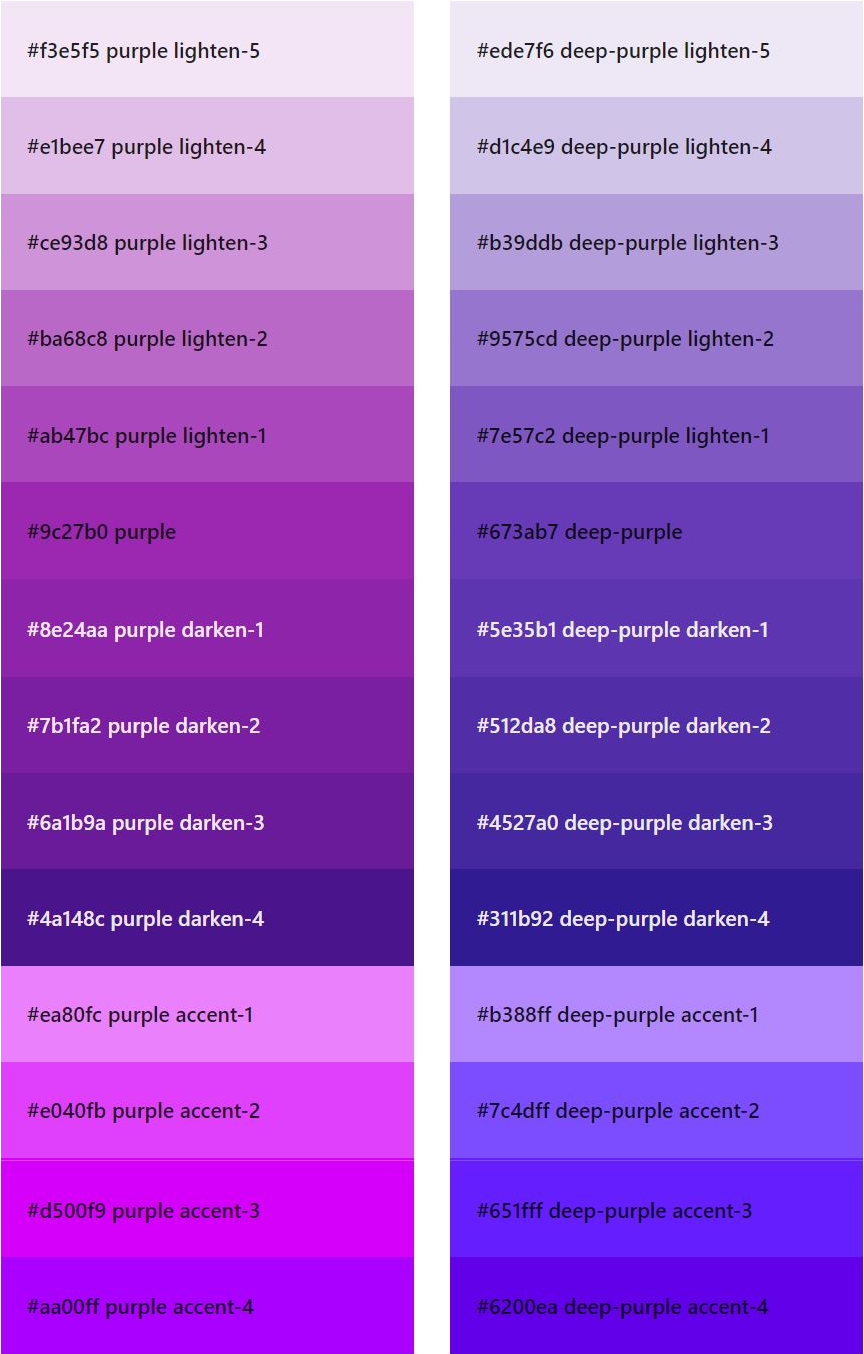 #f3e5f5 purple lighten-5
#e1bee7 purple lighten-4
#ce93d8 purple lighten-3
#ba68c8 purple lighten-2
#ab47bc purple lighten-1
#9c27b0 purple
#8e24aa purple darken-1
#7b1fa2 purple darken-2
#6a1b9a purple darken-3
#4a148c purple darken-4
#ea80fc purple accent-1
#e040fb purple accent-2
#d500f9 purple accent-3
#aa00ff purple accent-4
#ede7f6 deep-purple lighten-5
#d1c4e9 deep-purple lighten-4
#b39ddb deep-purple lighten-3
#9575cd deep-purple lighten-2
#7e57c2 deep-purple lighten-1
#673ab7 deep-purple
#5e35b1 deep-purple darken-1
#512da8 deep-purple darken-2
#4527a0 deep-purple darken-3
#311b92 deep-purple darken-4
#b388ff deep-purple accent-1
#7c4dff deep-purple accent-2
#651fff deep-purple accent-3
#6200ea deep-purple accent-4